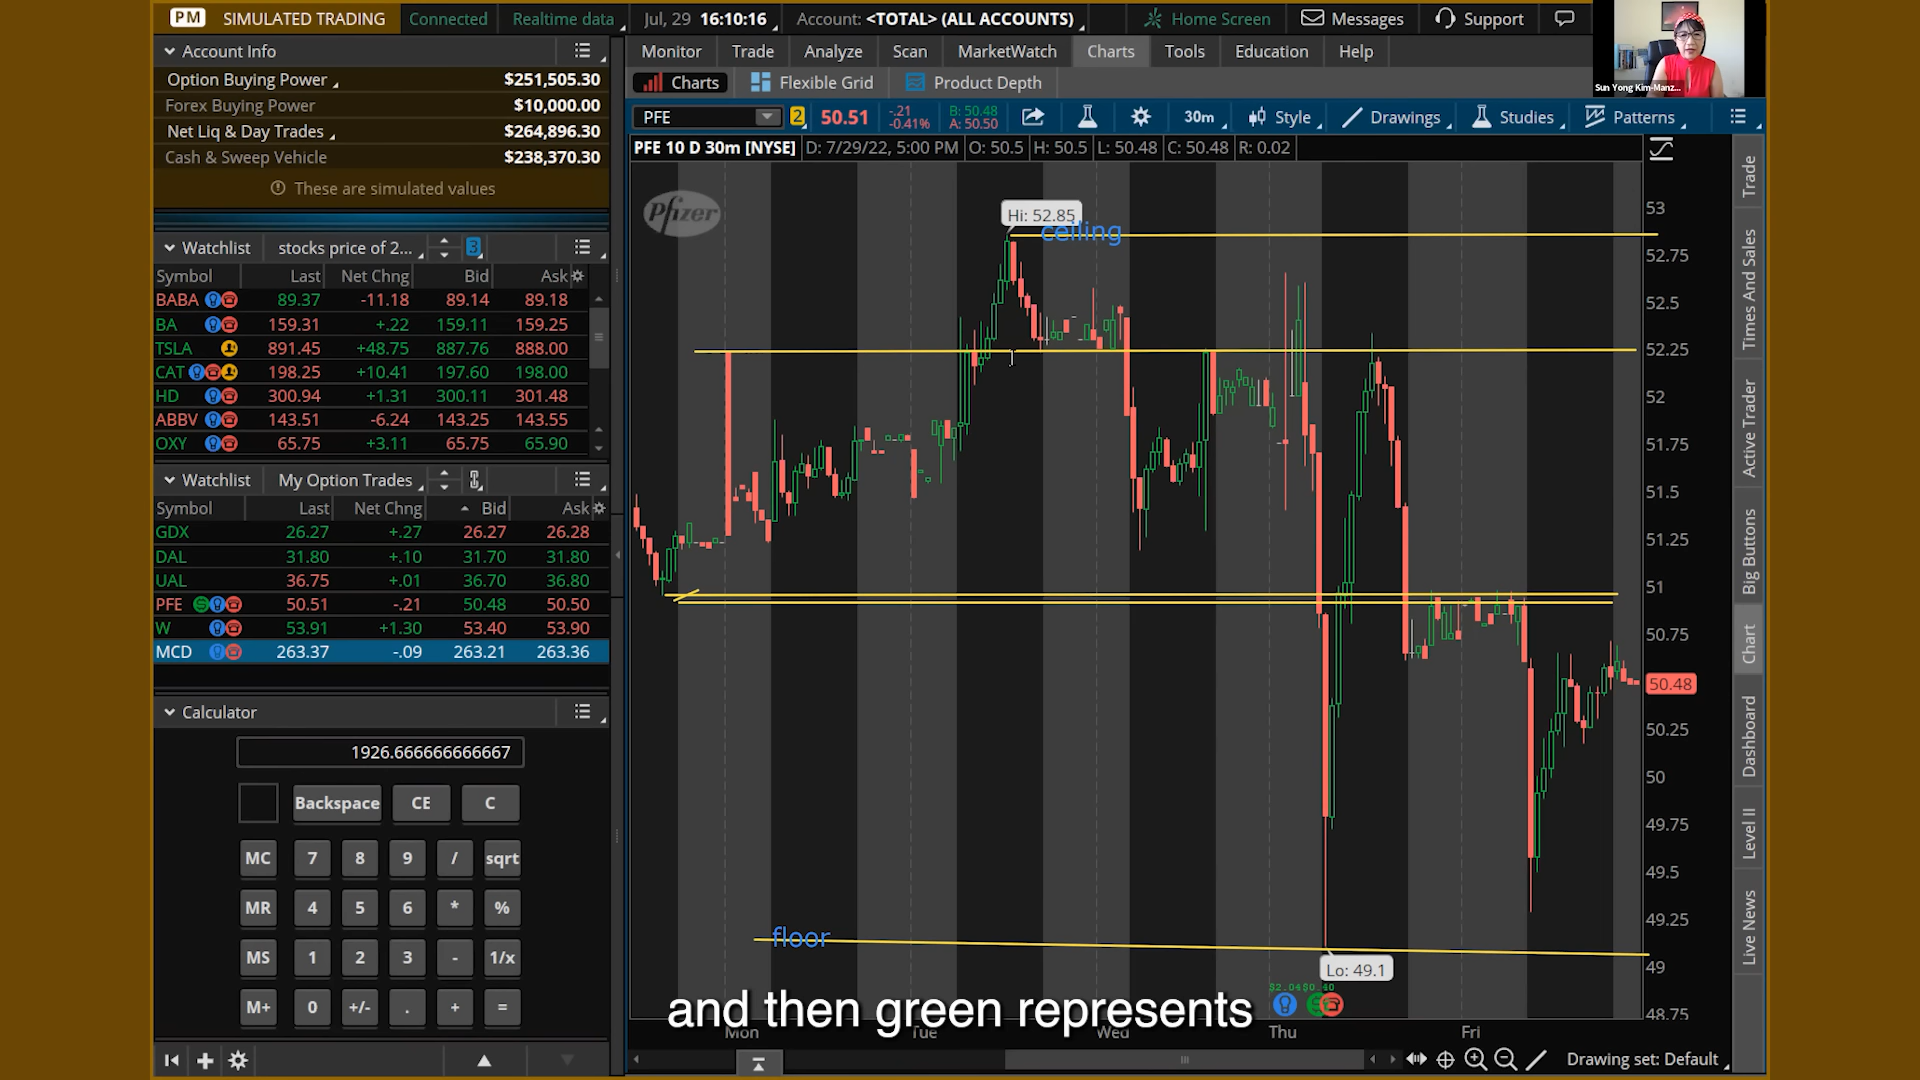 PM SIMULATED TRADING Connected Realtime data Jul, 29 16:10:16 Account: <TOTAL> (ALL ACCOUNTS) Home Screen Messages Support
Sun Yong Kim-Manz...
Account Info
Option Buying Power $251,505.30
Forex Buying Power $10,000.00
Net Liq & Day Trades $264,896.30
Cash & Sweep Vehicle $238,370.30
These are simulated values
Watchlist stocks price of 2... 3
Symbol Last Net Chng Bid Ask
BABA 89.37 -11.18 89.14 89.18
BA 159.31 +.22 159.11 159.25
TSLA 891.45 +48.75 887.76 888.00
CAT 198.25 +10.41 197.60 198.00
HD 300.94 +1.31 300.11 301.48
ABBV 143.51 -6.24 143.25 143.55
OXY 65.75 +3.11 65.75 65.90
Watchlist My Option Trades
Symbol Last Net Chng Bid Ask
GDX 26.27 +.27 26.27 26.28
DAL 31.80 +.10 31.70 31.80
UAL 36.75 +.01 36.70 36.80
PFE 50.51 -.21 50.48 50.50
W 53.91 +1.30 53.40 53.90
MCD 263.37 -.09 263.21 263.36
Calculator
1926.666666666667
Backspace CE C
MC 7 8 9 / sqrt
MR 4 5 6 * %
MS 1 2 3 - 1/x
M+ 0 +/- . + =
Monitor Trade Analyze Scan MarketWatch Charts Tools Education Help
Charts Flexible Grid Product Depth
PFE 2 50.51 -.21 -0.41% B: 50.48 A: 50.50 30m Style Drawings Studies Patterns
PFE 10 D 30m [NYSE] D: 7/29/22, 5:00 PM O: 50.5 H: 50.5 L: 50.48 C: 50.48 R: 0.02
Pfizer
Hi: 52.85
ceiling
floor
Lo: 49.1
$2.04 $0.40
53
52.75
52.5
52.25
52
51.75
51.5
51.25
51
50.75
50.48
50.25
50
49.75
49.5
49.25
49
48.75
Mon Tue Wed Thu Fri
and then green represents
Drawing set: Default
Trade
Times And Sales
Active Trader
Big Buttons
Chart
Dashboard
Level II
Live News